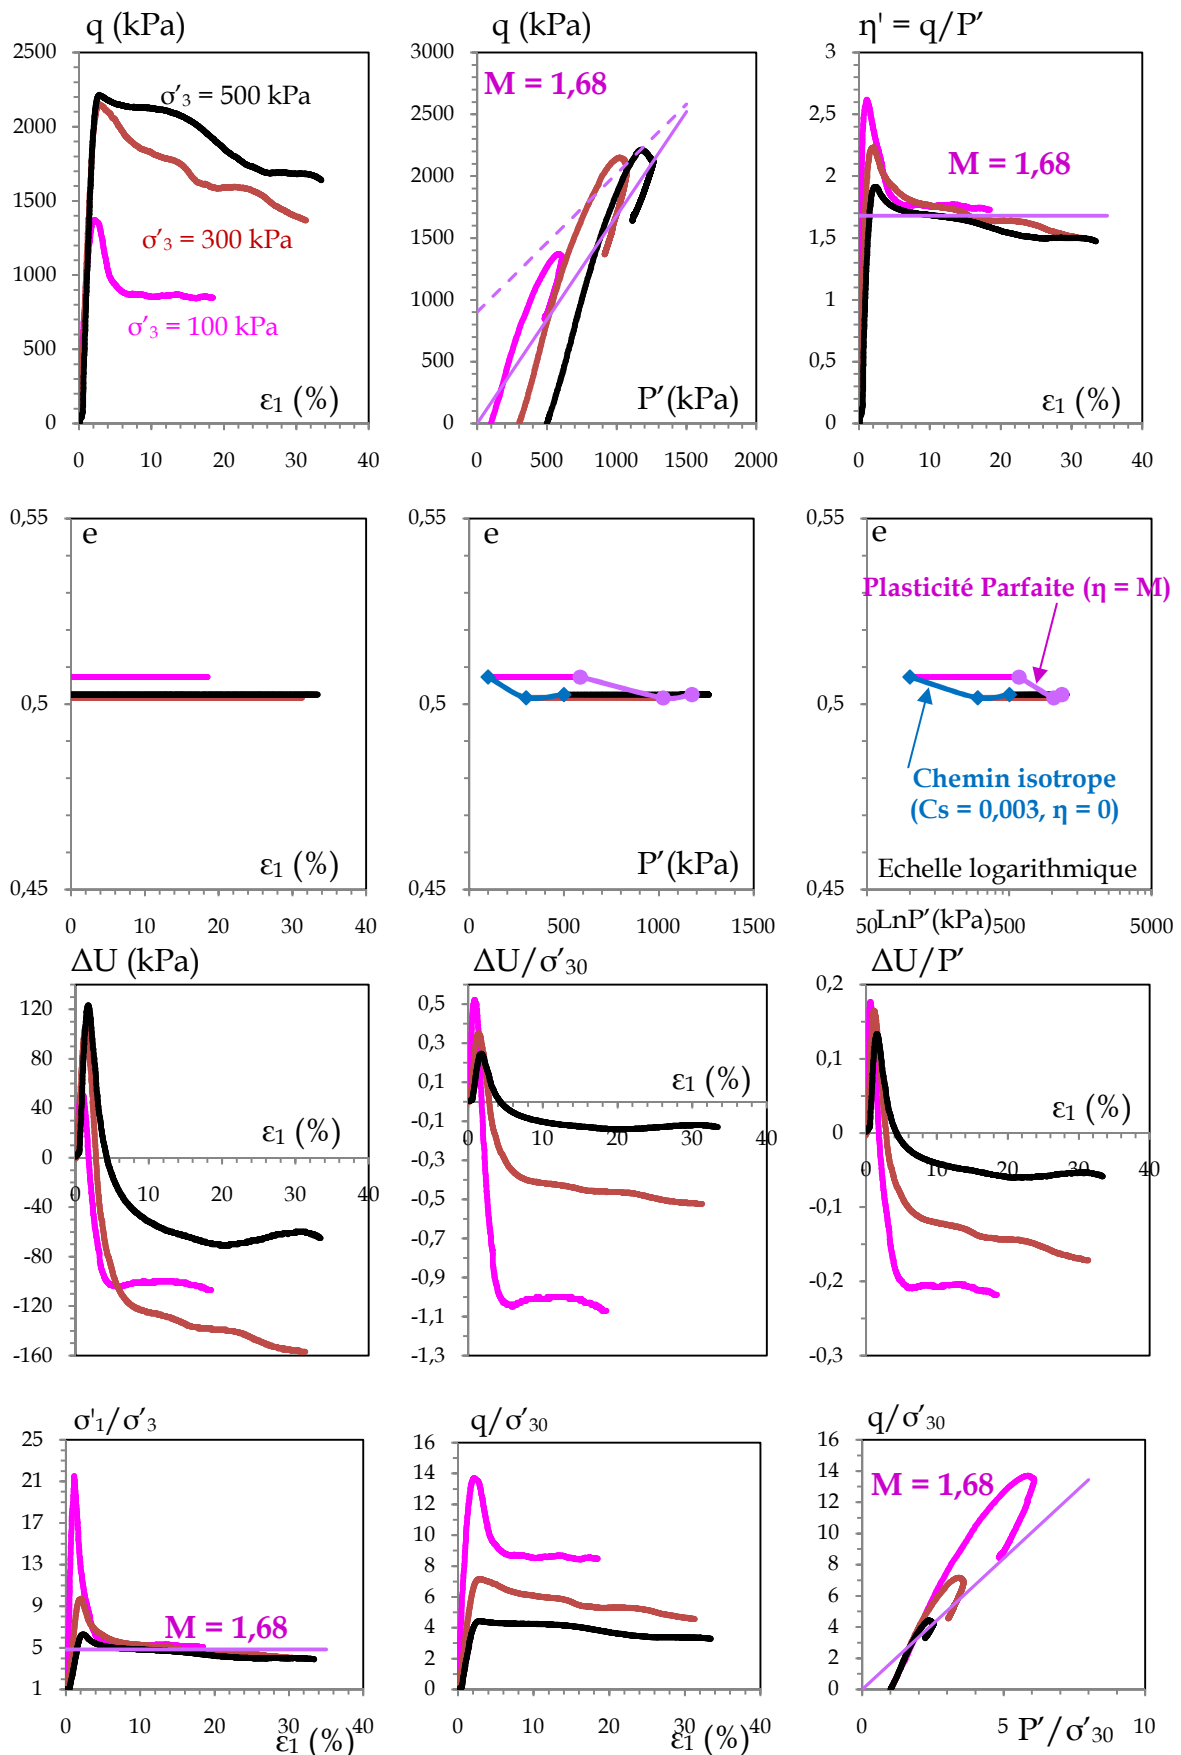 q (kPa)
2500
2000
1500
1000
500
0
0 10 20 30 40
σ′3 = 500 kPa
σ′3 = 300 kPa
σ′3 = 100 kPa
ε1 (%)
q (kPa)
3000
2500
2000
1500
1000
500
0
0 500 1000 1500 2000
M = 1,68
P′(kPa)
η' = q/P′
3
2,5
2
1,5
1
0,5
0
0 10 20 30 40
M = 1,68
ε1 (%)
0,55
0,5
0,45
e
ε1 (%)
0 10 20 30 40
0,55
0,5
0,45
e
P′(kPa)
0 500 1000 1500
0,55
0,5
0,45
e
Plasticité Parfaite (η = M)
Chemin isotrope
(Cs = 0,003, η = 0)
Echelle logarithmique
50 LnP′(kPa) 500 5000
ΔU (kPa)
120
80
40
0
-40
-80
-120
-160
ε1 (%)
0 10 20 30 40
ΔU/σ′30
0,5
0,3
0,1
-0,1
-0,3
-0,5
-0,7
-0,9
-1,1
-1,3
ε1 (%)
0 10 20 30 40
ΔU/P′
0,2
0,1
0
-0,1
-0,2
-0,3
ε1 (%)
0 10 20 30 40
σ'1/σ′3
25
21
17
13
9
5
1
M = 1,68
0 10 20 30 40
ε1 (%)
q/σ′30
16
14
12
10
8
6
4
2
0
0 10 20 30 40
ε1 (%)
q/σ′30
16
14
12
10
8
6
4
2
0
M = 1,68
0 5 10
P′/σ′30